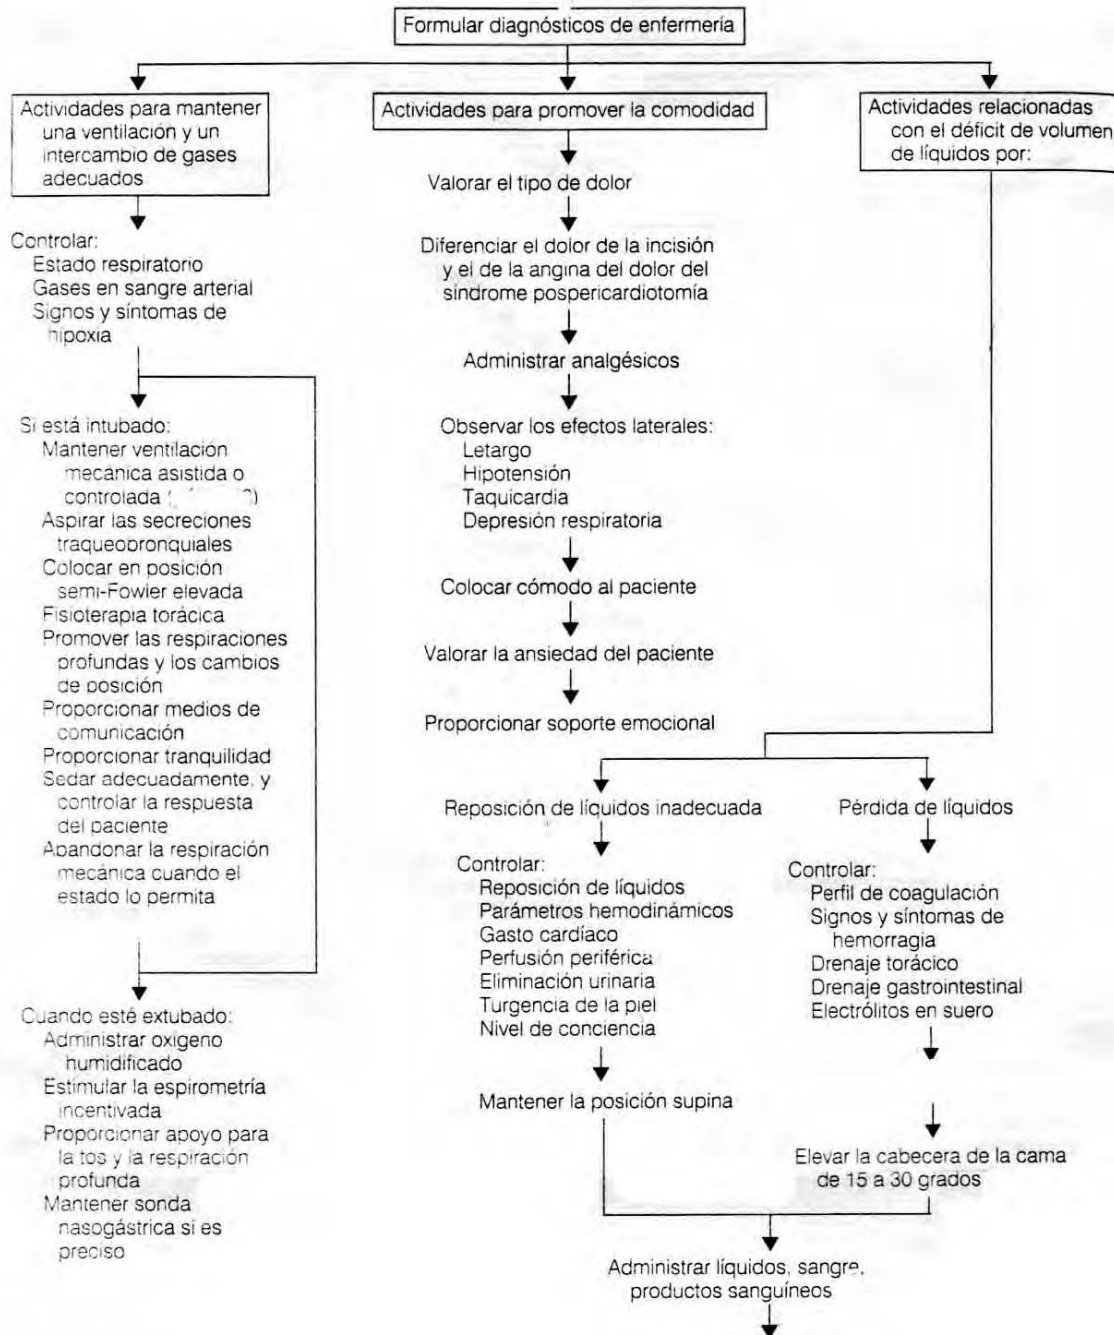 Formular diagnósticos de enfermería
Actividades para mantener
una ventilación y un
intercambio de gases
adecuados
Controlar:
Estado respiratorio
Gases en sangre arterial
Signos y síntomas de
hipoxia
Si está intubado:
Mantener ventilación
mecánica asistida o
controlada
Aspirar las secreciones
traqueobronquiales
Colocar en posición
semi-Fowler elevada
Fisioterapia torácica
Promover las respiraciones
profundas y los cambios
de posición
Proporcionar medios de
comunicación
Proporcionar tranquilidad
Sedar adecuadamente, y
controlar la respuesta
del paciente
Abandonar la respiración
mecánica cuando el
estado lo permita
Cuando esté extubado:
Administrar oxígeno
humidificado
Estimular la espirometría
incentivada
Proporcionar apoyo para
la tos y la respiración
profunda
Mantener sonda
nasogástrica si es
preciso
Actividades para promover la comodidad
Valorar el tipo de dolor
Diferenciar el dolor de la incisión
y el de la angina del dolor del
síndrome pospericardiotomía
Administrar analgésicos
Observar los efectos laterales:
Letargo
Hipotensión
Taquicardia
Depresión respiratoria
Colocar cómodo al paciente
Valorar la ansiedad del paciente
Proporcionar soporte emocional
Actividades relacionadas
con el déficit de volumen
de líquidos por:
Reposición de líquidos inadecuada
Controlar:
Reposición de líquidos
Parámetros hemodinámicos
Gasto cardíaco
Perfusión periférica
Eliminación urinaria
Turgencia de la piel
Nivel de conciencia
Mantener la posición supina
Pérdida de líquidos
Controlar:
Perfil de coagulación
Signos y síntomas de
hemorragia
Drenaje torácico
Drenaje gastrointestinal
Electrólitos en suero
Elevar la cabecera de la cama
de 15 a 30 grados
Administrar líquidos, sangre,
productos sanguíneos